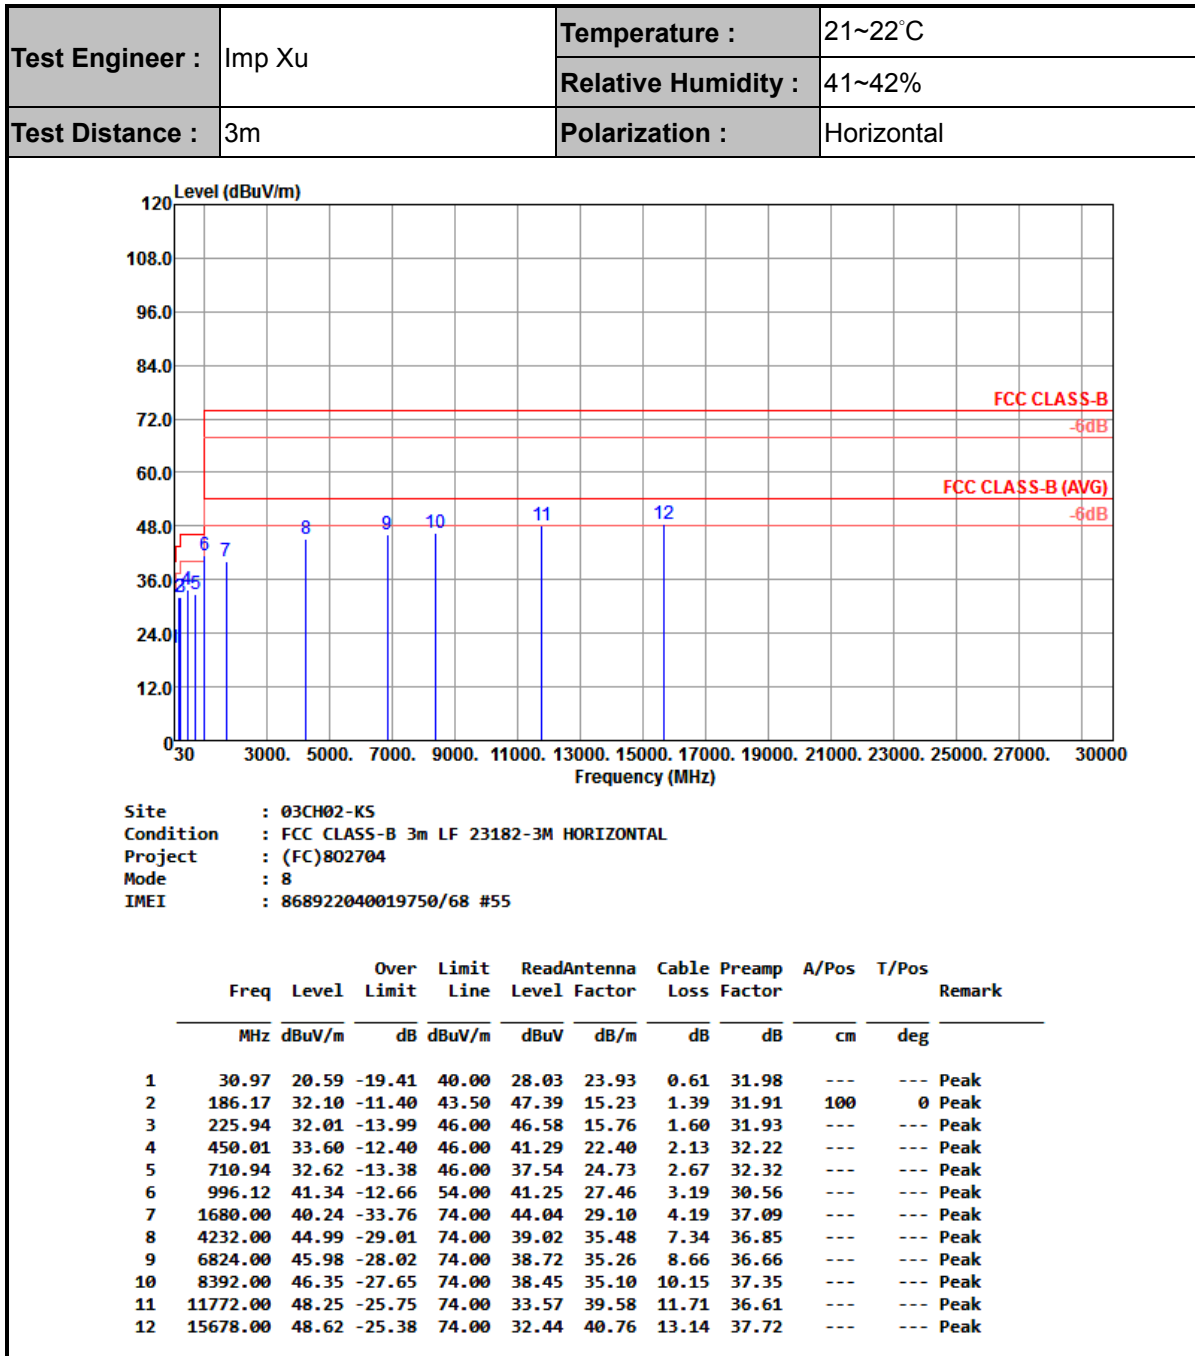 Test Engineer : Imp Xu Temperature : 21~22°C
Relative Humidity : 41~42%
Test Distance : 3m Polarization : Horizontal
Level (dBuV/m)
120
108.0
96.0
84.0
72.0
60.0
48.0
36.0
24.0
12.0
0
FCC CLASS-B
-6dB
FCC CLASS-B (AVG)
-6dB
2 4 5 6 7 8 9 10 11 12
30 3000. 5000. 7000. 9000. 11000. 13000. 15000. 17000. 19000. 21000. 23000. 25000. 27000. 30000
Frequency (MHz)
Site : 03CH02-KS
Condition : FCC CLASS-B 3m LF 23182-3M HORIZONTAL
Project : (FC)8O2704
Mode : 8
IMEI : 868922040019750/68 #55
Over Limit ReadAntenna Cable Preamp A/Pos T/Pos
Freq Level Limit Line Level Factor Loss Factor Remark
MHz dBuV/m dB dBuV/m dBuV dB/m dB dB cm deg
1 30.97 20.59 -19.41 40.00 28.03 23.93 0.61 31.98 --- --- Peak
2 186.17 32.10 -11.40 43.50 47.39 15.23 1.39 31.91 100 0 Peak
3 225.94 32.01 -13.99 46.00 46.58 15.76 1.60 31.93 --- --- Peak
4 450.01 33.60 -12.40 46.00 41.29 22.40 2.13 32.22 --- --- Peak
5 710.94 32.62 -13.38 46.00 37.54 24.73 2.67 32.32 --- --- Peak
6 996.12 41.34 -12.66 54.00 41.25 27.46 3.19 30.56 --- --- Peak
7 1680.00 40.24 -33.76 74.00 44.04 29.10 4.19 37.09 --- --- Peak
8 4232.00 44.99 -29.01 74.00 39.02 35.48 7.34 36.85 --- --- Peak
9 6824.00 45.98 -28.02 74.00 38.72 35.26 8.66 36.66 --- --- Peak
10 8392.00 46.35 -27.65 74.00 38.45 35.10 10.15 37.35 --- --- Peak
11 11772.00 48.25 -25.75 74.00 33.57 39.58 11.71 36.61 --- --- Peak
12 15678.00 48.62 -25.38 74.00 32.44 40.76 13.14 37.72 --- --- Peak